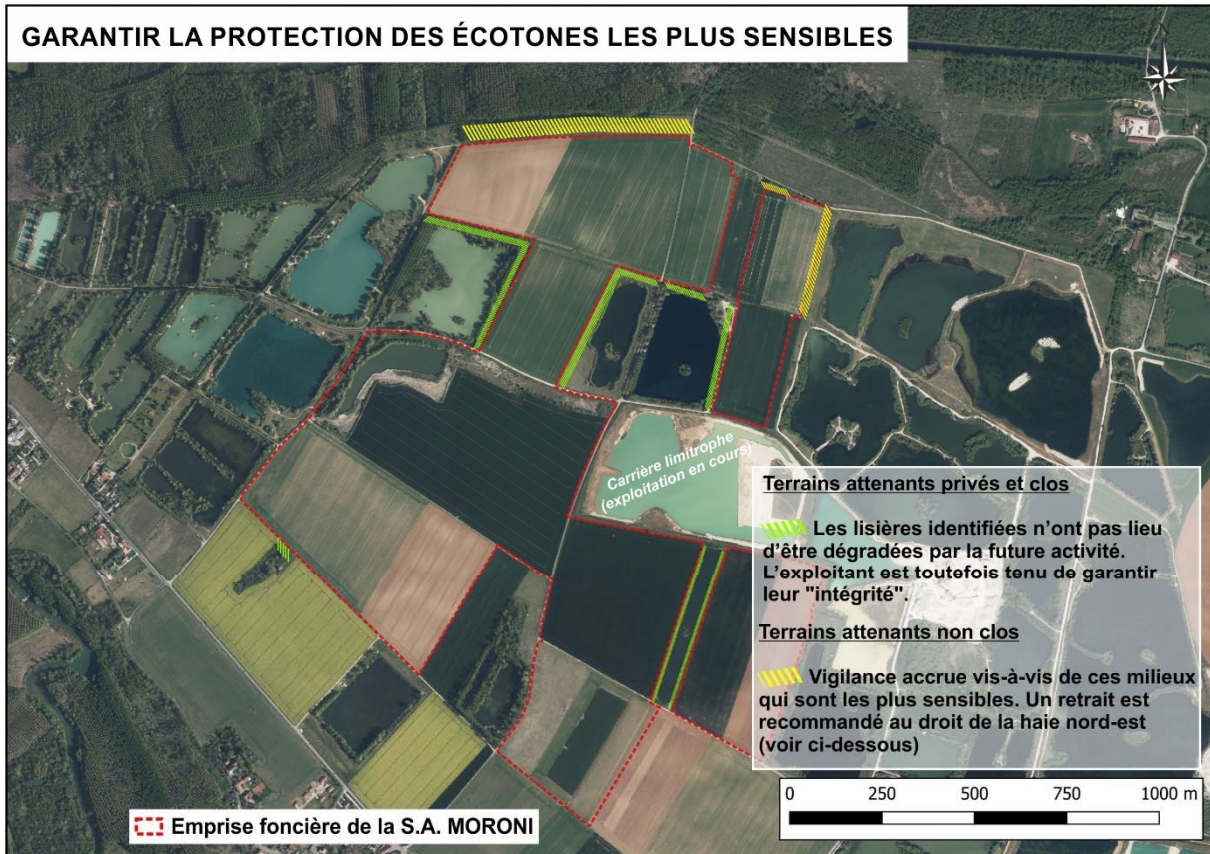 GARANTIR LA PROTECTION DES ÉCOTONES LES PLUS SENSIBLES
Carrière limitrophe
(exploitation en cours)
Terrains attenants privés et clos
Les lisières identifiées n'ont pas lieu
d'être dégradées par la future activité.
L'exploitant est toutefois tenu de garantir
leur "intégrité".
Terrains attenants non clos
Vigilance accrue vis-à-vis de ces milieux
qui sont les plus sensibles. Un retrait est
recommandé au droit de la haie nord-est
(voir ci-dessous)
0 250 500 750 1000 m
Emprise foncière de la S.A. MORONI